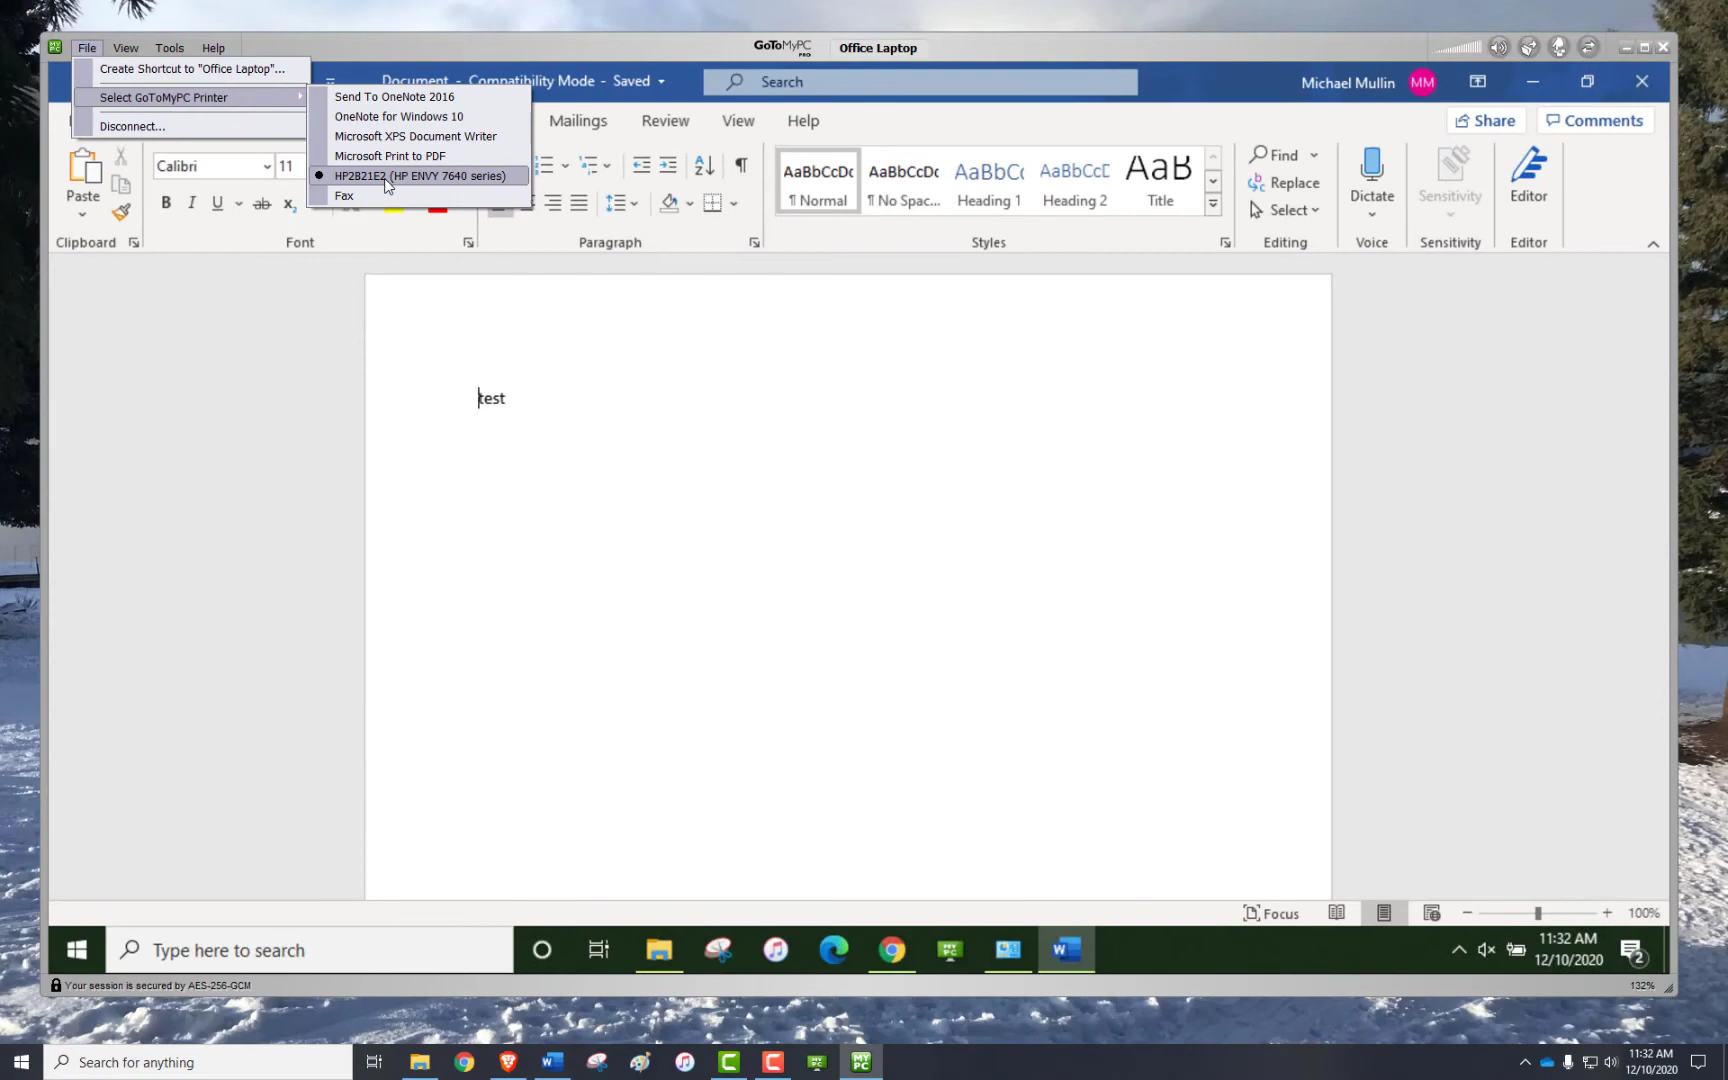 File View Tools Help
GoToMyPC PRO
Office Laptop
Create Shortcut to "Office Laptop"...
Select GoToMyPC Printer
Disconnect...
Send To OneNote 2016
OneNote for Windows 10
Microsoft XPS Document Writer
Microsoft Print to PDF
HP2B21E2 (HP ENVY 7640 series)
Fax
Document - Compatibility Mode - Saved
Search
Michael Mullin MM
Mailings Review View Help
Share
Comments
Paste
Calibri 11
B I U ab x2
AaBbCcDc AaBbCcDc AaBbCc AaBbCcD AaB
¶ Normal ¶ No Spac... Heading 1 Heading 2 Title
Find
Replace
Select
Dictate
Sensitivity
Editor
Clipboard Font Paragraph Styles Editing Voice Sensitivity Editor
test
Focus
100%
Type here to search
11:32 AM
12/10/2020
2
Your session is secured by AES-256-GCM
132%
Search for anything
11:32 AM
12/10/2020